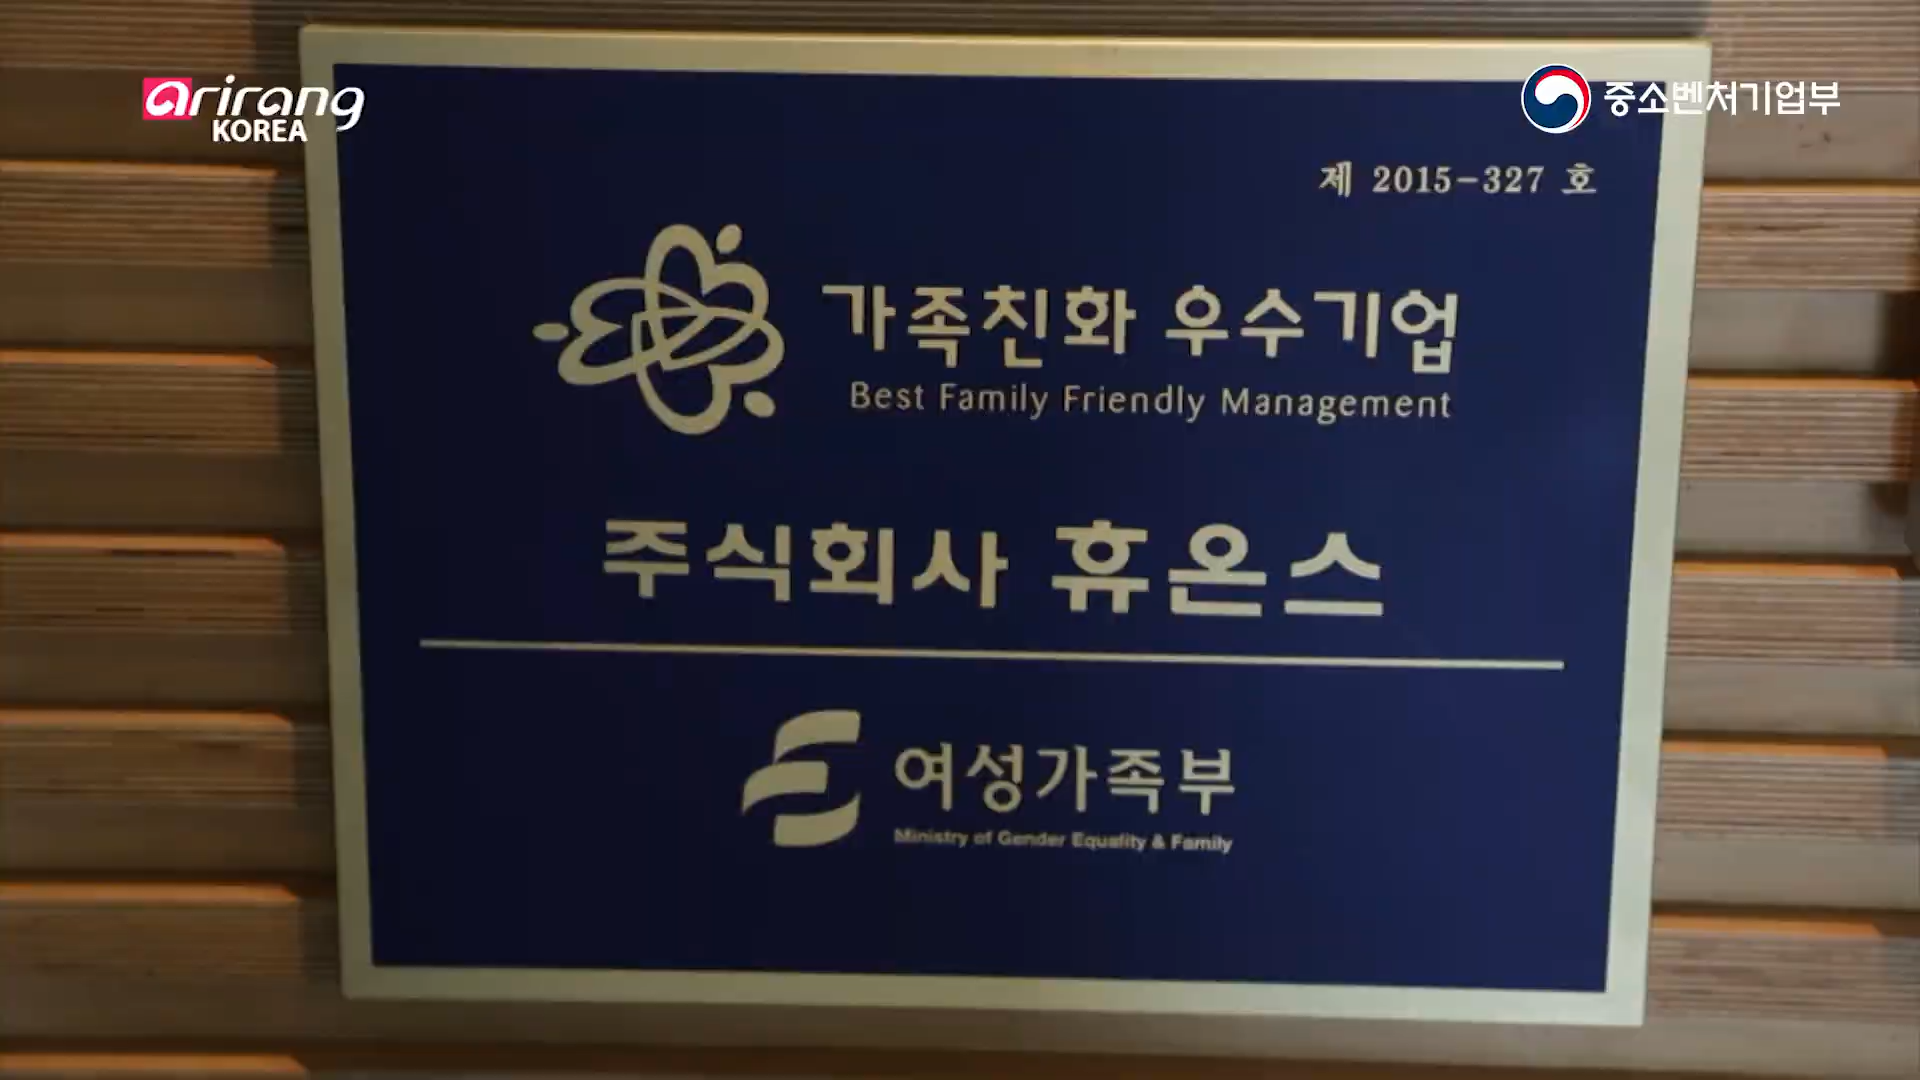 arirang
KOREA
중소벤처기업부
제 2015-327 호
가족친화 우수기업
Best Family Friendly Management
주식회사 휴온스
여성가족부
Ministry of Gender Equality & Family